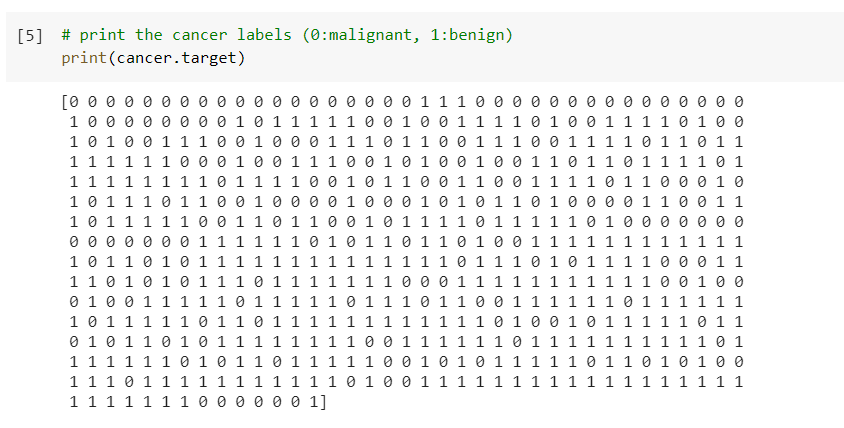 [5] # print the cancer labels (0:malignant, 1:benign)
print(cancer.target)
[0 0 0 0 0 0 0 0 0 0 0 0 0 0 0 0 0 0 0 1 1 1 0 0 0 0 0 0 0 0 0 0 0 0 0 0 0
1 0 0 0 0 0 0 0 0 1 0 1 1 1 1 1 0 0 1 0 0 1 1 1 1 0 1 0 0 1 1 1 1 0 1 0 0
1 0 1 0 0 1 1 1 0 0 1 0 0 0 1 1 1 0 1 1 0 0 1 1 1 0 0 1 1 1 1 0 1 1 0 1 1
1 1 1 1 1 1 0 0 0 1 0 0 1 1 1 0 0 1 0 1 0 0 1 0 0 1 1 0 1 1 0 1 1 1 1 0 1
1 1 1 1 1 1 1 1 0 1 1 1 1 0 0 1 0 1 1 0 0 1 1 0 0 1 1 1 1 0 1 1 0 0 0 1 0
1 0 1 1 1 0 1 1 0 0 1 0 0 0 0 1 0 0 0 1 0 1 0 1 1 0 1 0 0 0 0 1 1 0 0 1 1
1 0 1 1 1 1 1 0 0 1 1 0 1 1 0 0 1 0 1 1 1 1 0 1 1 1 1 1 0 1 0 0 0 0 0 0 0
0 0 0 0 0 0 0 1 1 1 1 1 1 0 1 0 1 1 0 1 1 0 1 0 0 1 1 1 1 1 1 1 1 1 1 1 1
1 0 1 1 0 1 0 1 1 1 1 1 1 1 1 1 1 1 1 1 1 0 1 1 1 0 1 0 1 1 1 1 0 0 0 1 1
1 1 0 1 0 1 0 1 1 1 0 1 1 1 1 1 1 1 0 0 0 1 1 1 1 1 1 1 1 1 1 1 0 0 1 0 0
0 1 0 0 1 1 1 1 1 0 1 1 1 1 1 0 1 1 1 0 1 1 0 0 1 1 1 1 1 1 0 1 1 1 1 1 1
1 0 1 1 1 1 1 0 1 1 0 1 1 1 1 1 1 1 1 1 1 1 1 0 1 0 0 1 0 1 1 1 1 1 0 1 1
0 1 0 1 1 0 1 0 1 1 1 1 1 1 1 1 0 0 1 1 1 1 1 1 0 1 1 1 1 1 1 1 1 1 1 0 1
1 1 1 1 1 1 0 1 0 1 1 0 1 1 1 1 1 0 0 1 0 1 0 1 1 1 1 1 0 1 1 0 1 0 1 0 0
1 1 1 0 1 1 1 1 1 1 1 1 1 1 1 0 1 0 0 1 1 1 1 1 1 1 1 1 1 1 1 1 1 1 1 1 1
1 1 1 1 1 1 1 0 0 0 0 0 0 1]